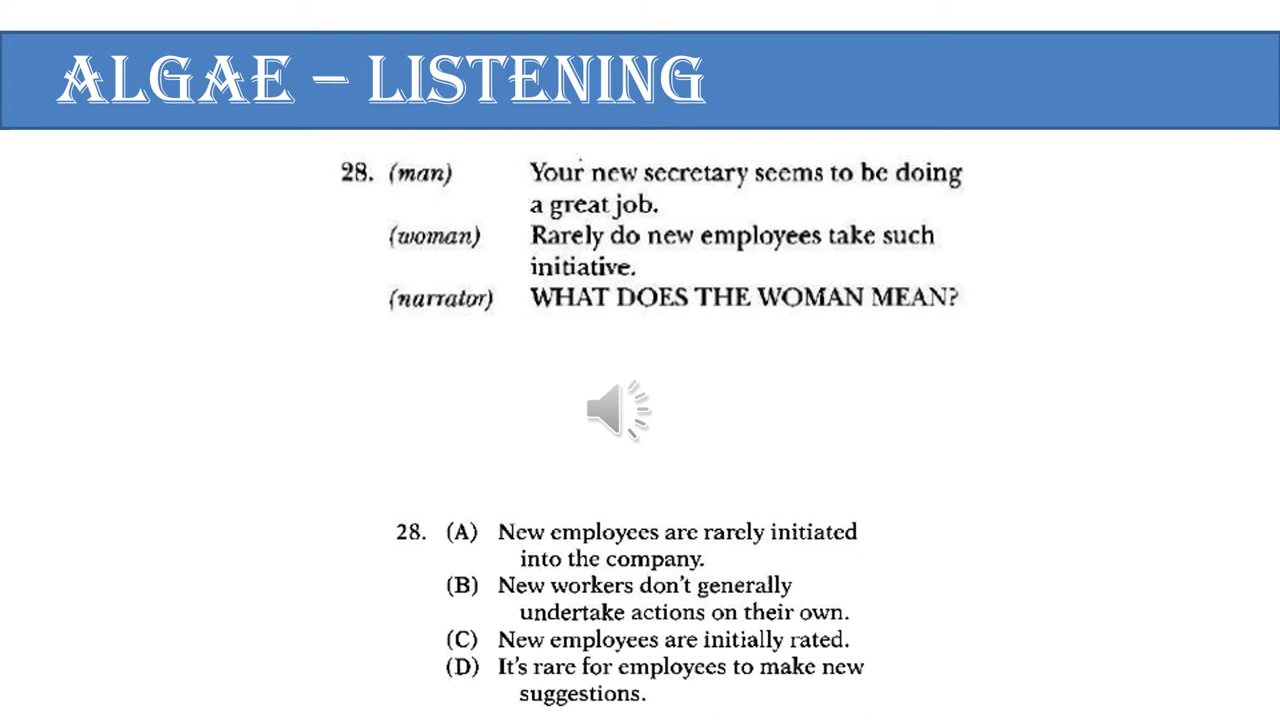 ALGAE – LISTENING
28. (man) Your new secretary seems to be doing
a great job.
(woman) Rarely do new employees take such
initiative.
(narrator) WHAT DOES THE WOMAN MEAN?
28. (A) New employees are rarely initiated
into the company.
(B) New workers don't generally
undertake actions on their own.
(C) New employees are initially rated.
(D) It's rare for employees to make new
suggestions.